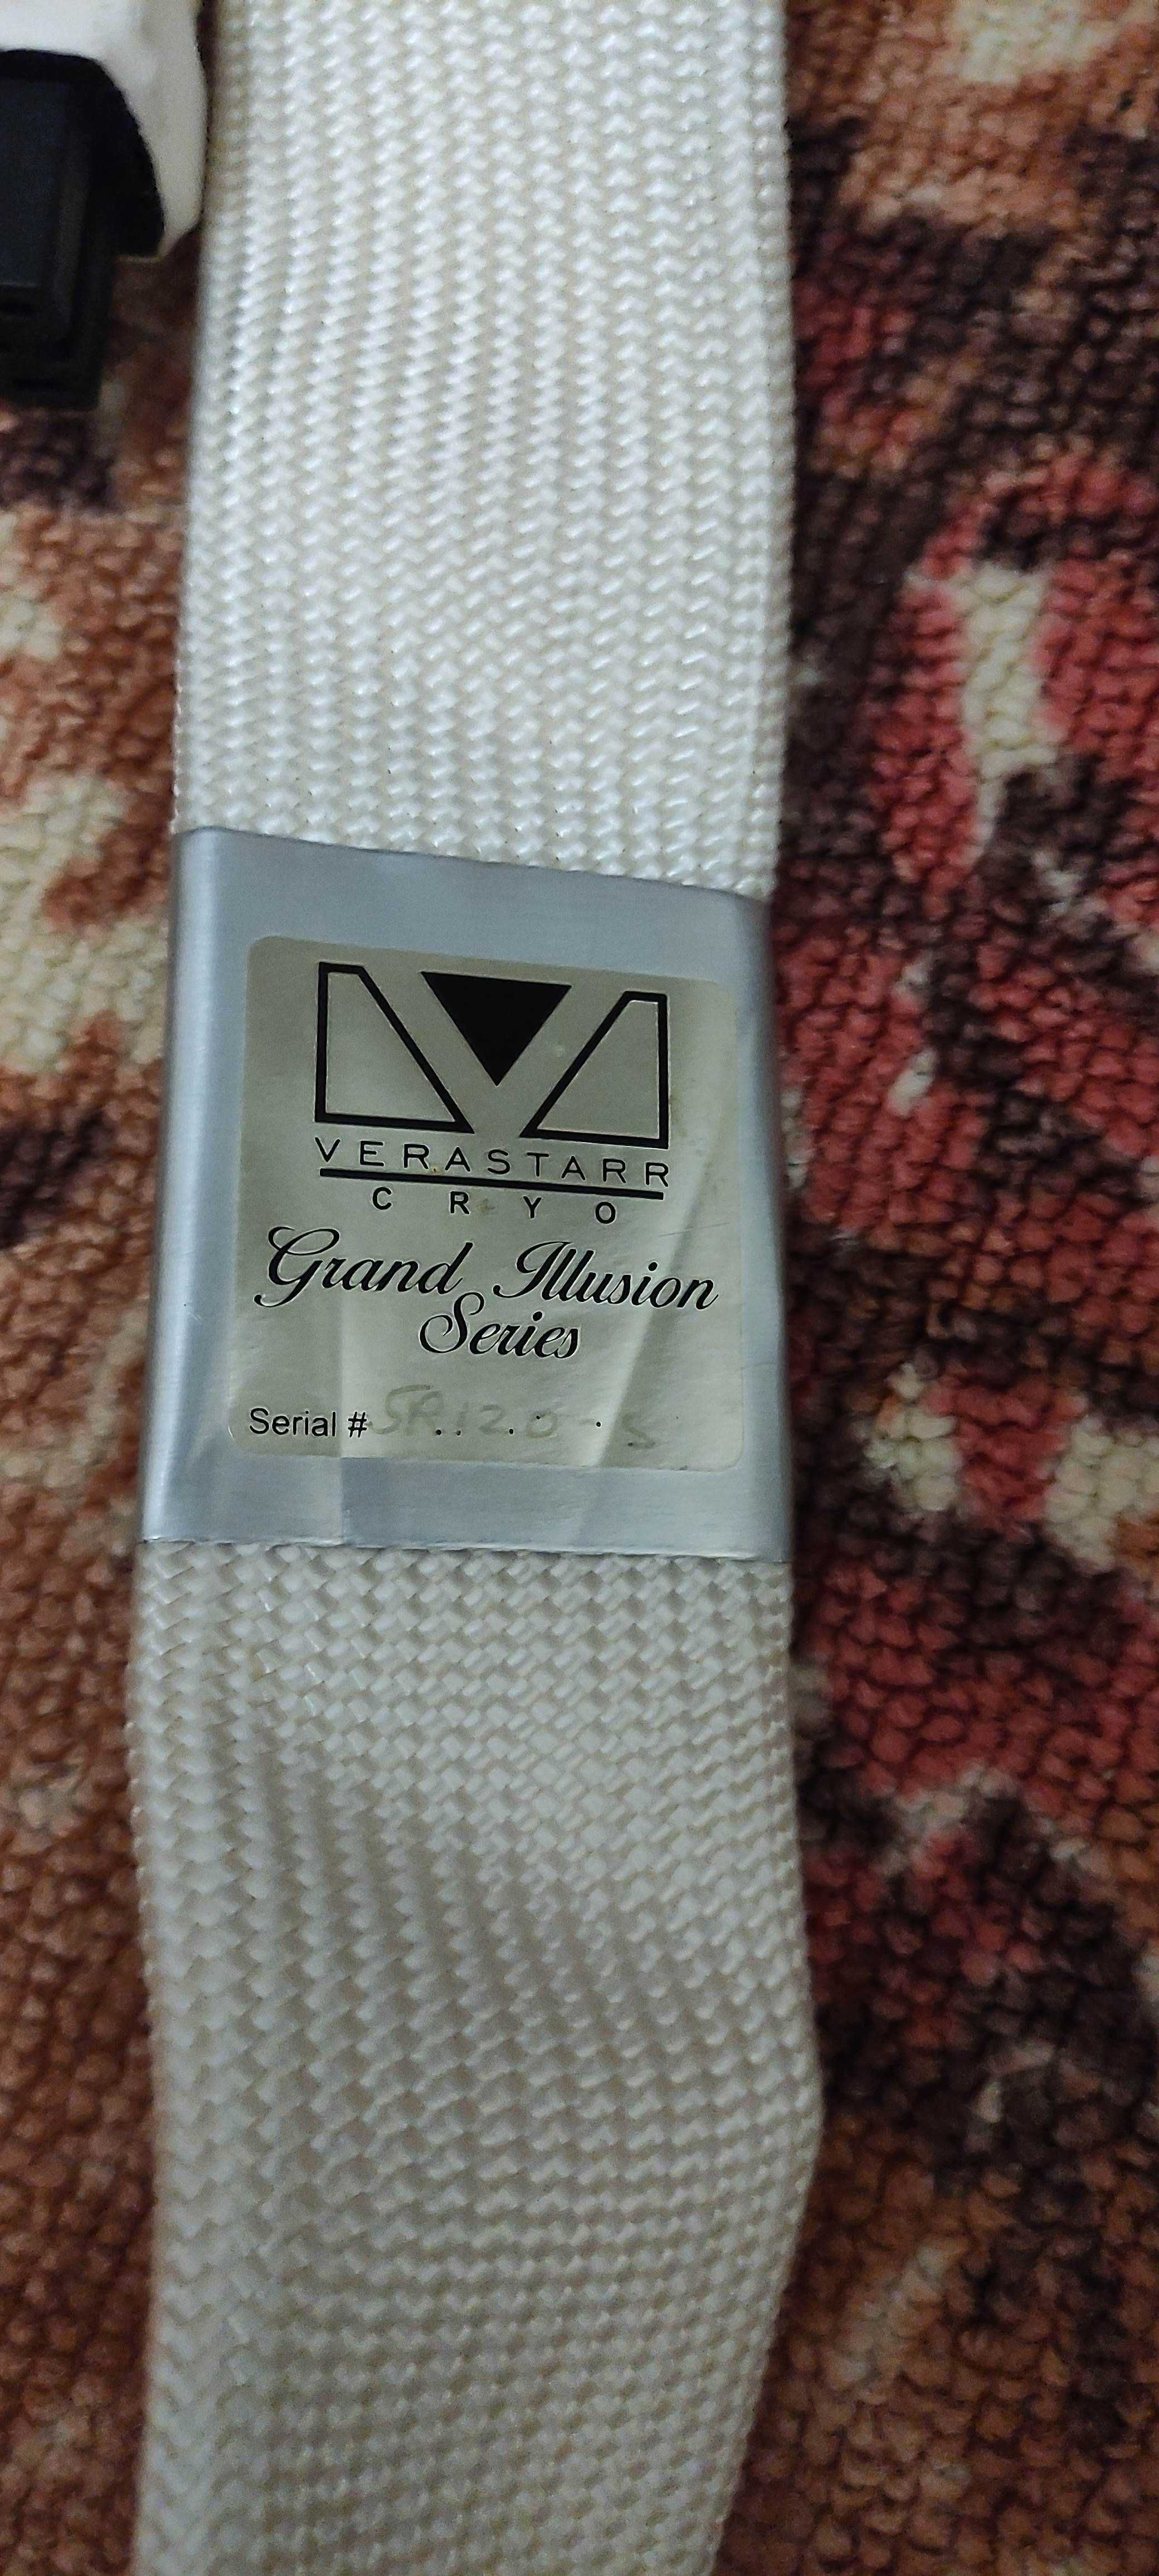 VERASTARR
CRYO
Grand Illusion
Series
Serial #